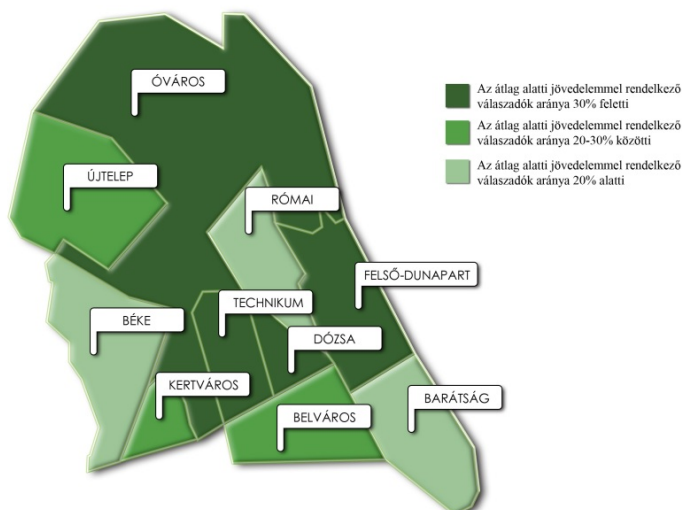 ÓVÁROS
Az átlag alatti jövedelemmel rendelkező
válaszadók aránya 30% feletti
Az átlag alatti jövedelemmel rendelkező
válaszadók aránya 20-30% közötti
Az átlag alatti jövedelemmel rendelkező
válaszadók aránya 20% alatti
ÚJTELEP
RÓMAI
FELSŐ-DUNAPART
TECHNIKUM
BÉKE
DÓZSA
KERTVÁROS
BARÁTSÁG
BELVÁROS